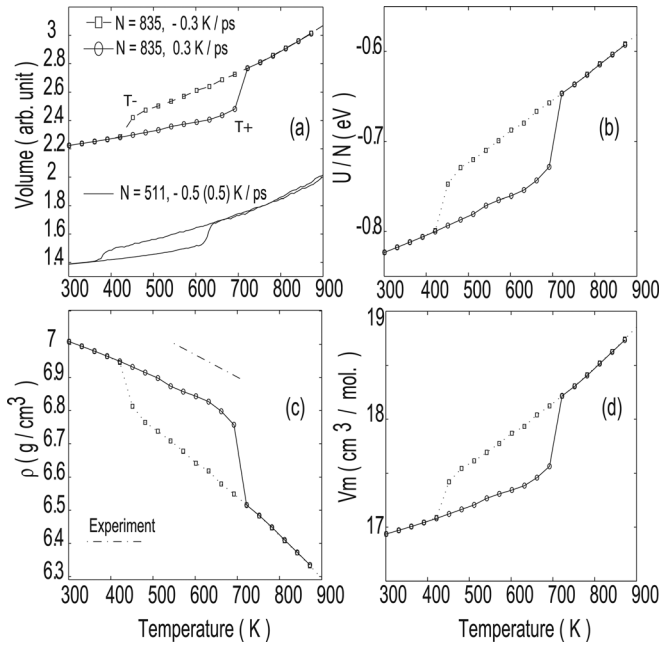 N = 835, - 0.3 K / ps
N = 835, 0.3 K / ps
T-
T+
(a)
N = 511, - 0.5 (0.5) K / ps
Volume ( arb. unit )
3
2.8
2.6
2.4
2.2
2
1.8
1.6
1.4
300 400 500 600 700 800 900
U / N ( eV )
-0.6
-0.7
-0.8
(b)
300 400 500 600 700 800 900
ρ ( g / cm3 )
7
6.9
6.8
6.7
6.6
6.5
6.4
6.3
(c)
Experiment
300 400 500 600 700 800 900
Temperature ( K )
Vm ( cm 3 / mol. )
19
18
17
(d)
300 400 500 600 700 800 900
Temperature ( K )